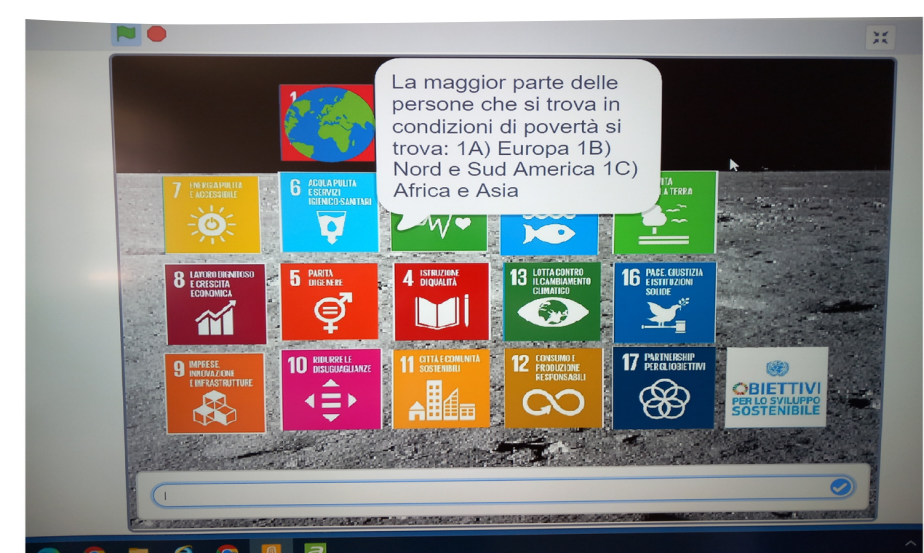 1
La maggior parte delle
persone che si trova in
condizioni di povertà si
trova: 1A) Europa 1B)
Nord e Sud America 1C)
Africa e Asia
7 ENERGIA PULITA
E ACCESSIBILE
6 ACQUA PULITA
E SERVIZI
IGIENICO-SANITARI
8 LAVORO DIGNITOSO
E CRESCITA
ECONOMICA
5 PARITÀ
DI GENERE
4 ISTRUZIONE
DI QUALITÀ
13 LOTTA CONTRO
IL CAMBIAMENTO
CLIMATICO
16 PACE, GIUSTIZIA
E ISTITUZIONI
SOLIDE
9 IMPRESE,
INNOVAZIONE
E INFRASTRUTTURE
10 RIDURRE LE
DISUGUAGLIANZE
11 CITTÀ E COMUNITÀ
SOSTENIBILI
12 CONSUMO E
PRODUZIONE
RESPONSABILI
17 PARTNERSHIP
PER GLI OBIETTIVI
OBIETTIVI
PER LO SVILUPPO
SOSTENIBILE